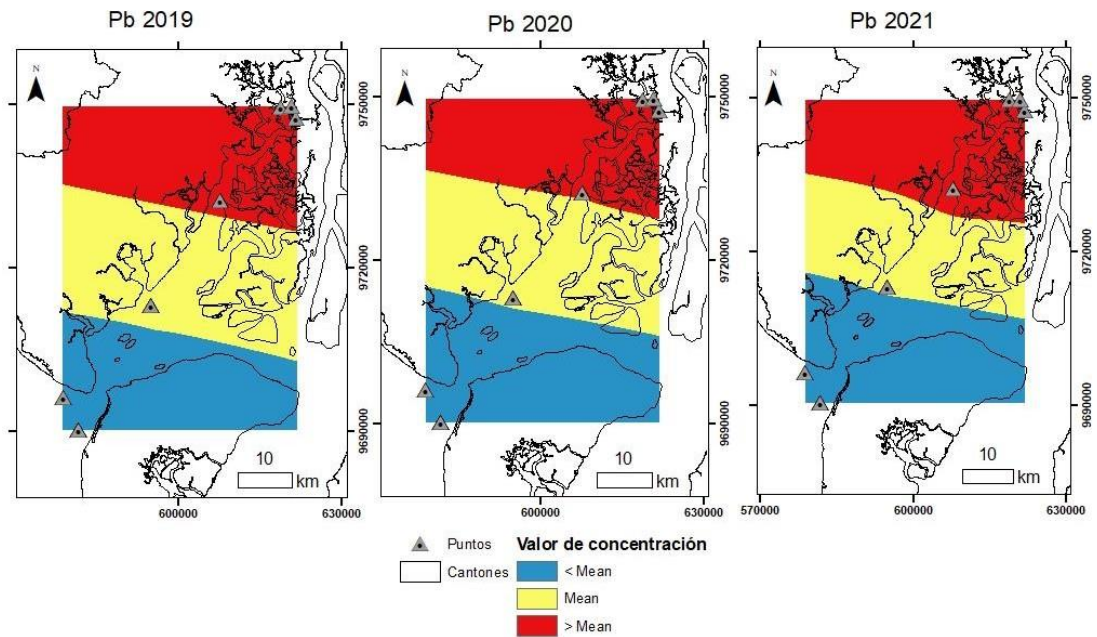 Pb 2019
Pb 2020
Pb 2021
N
N
N
9750000
9720000
9690000
9750000
9720000
9690000
9750000
9720000
9690000
10
km
10
km
10
km
600000
630000
600000
630000
570000
600000
630000
Puntos
Cantones
Valor de concentración
< Mean
Mean
> Mean